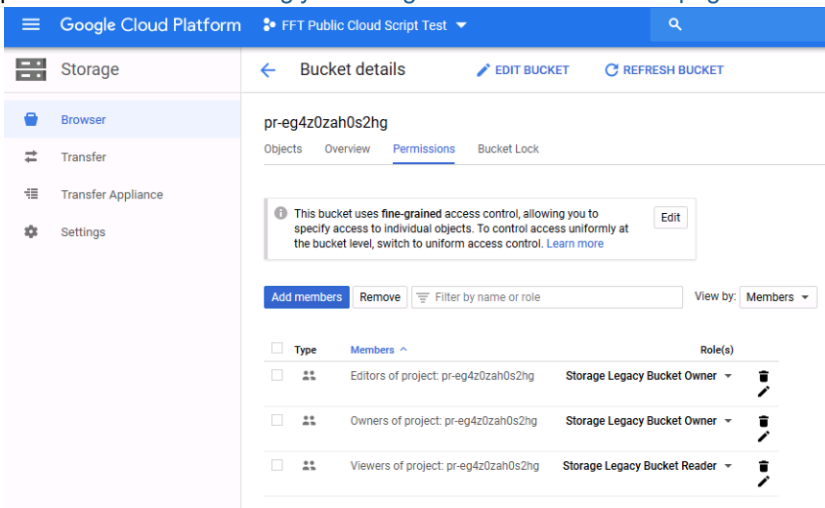 Google Cloud Platform FFT Public Cloud Script Test
Storage Bucket details EDIT BUCKET REFRESH BUCKET
Browser
Transfer
Transfer Appliance
Settings
pr-eg4z0zah0s2hg
Objects Overview Permissions Bucket Lock
This bucket uses fine-grained access control, allowing you to
specify access to individual objects. To control access uniformly at
the bucket level, switch to uniform access control. Learn more
Edit
Add members Remove Filter by name or role View by: Members
Type Members Role(s)
Editors of project: pr-eg4z0zah0s2hg Storage Legacy Bucket Owner
Owners of project: pr-eg4z0zah0s2hg Storage Legacy Bucket Owner
Viewers of project: pr-eg4z0zah0s2hg Storage Legacy Bucket Reader